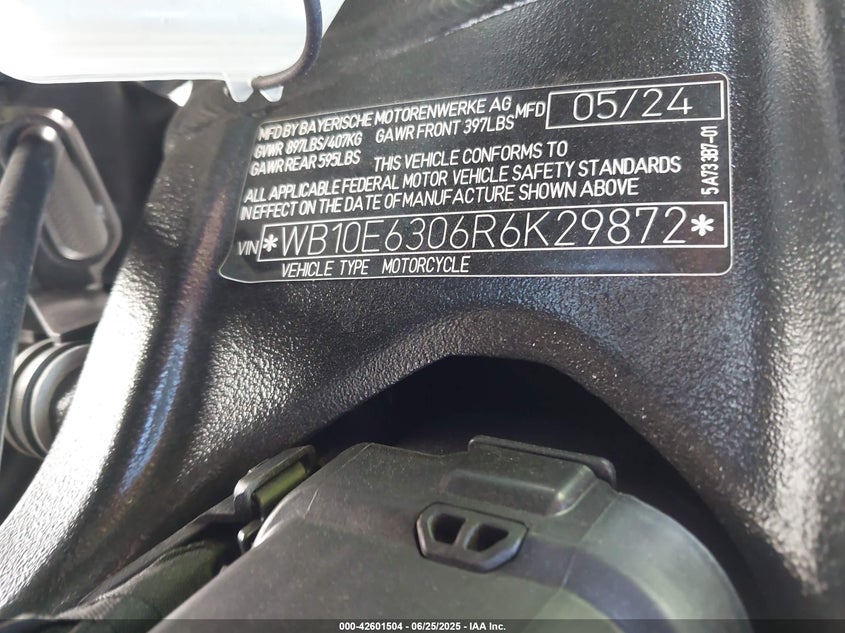 MFD BY BAYERISCHE MOTORENWERKE AG MFD 05/24
GVWR 897LBS/407KG GAWR FRONT 397LBS
GAWR REAR 595LBS THIS VEHICLE CONFORMS TO
ALL APPLICABLE FEDERAL MOTOR VEHICLE SAFETY STANDARDS
IN EFFECT ON THE DATE OF MANUFACTURE SHOWN ABOVE
VIN *WB10E6306R6K29872*
VEHICLE TYPE MOTORCYCLE
5 A73 3B7-01
000-42601504 - 06/25/2025 - IAA Inc.